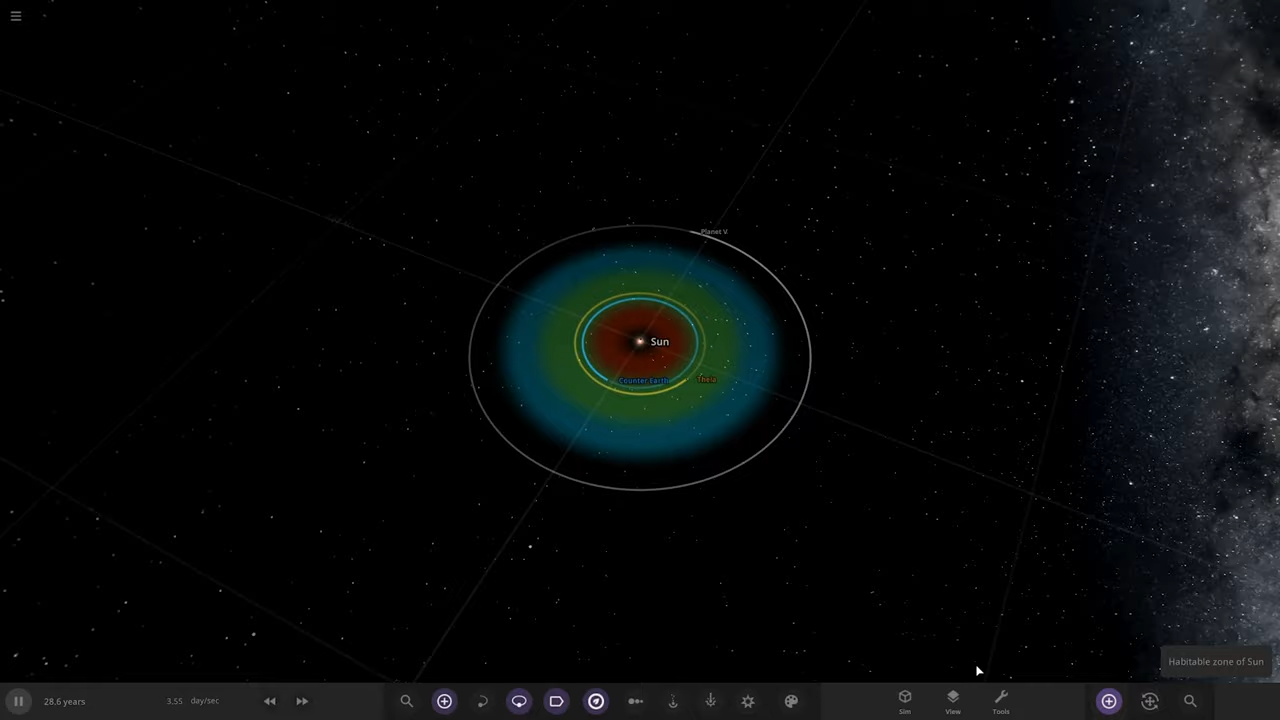 Planet V
Sun
Counter Earth
Theia
Habitable zone of Sun
28.6 years
3.55 day/sec
Sim
View
Tools